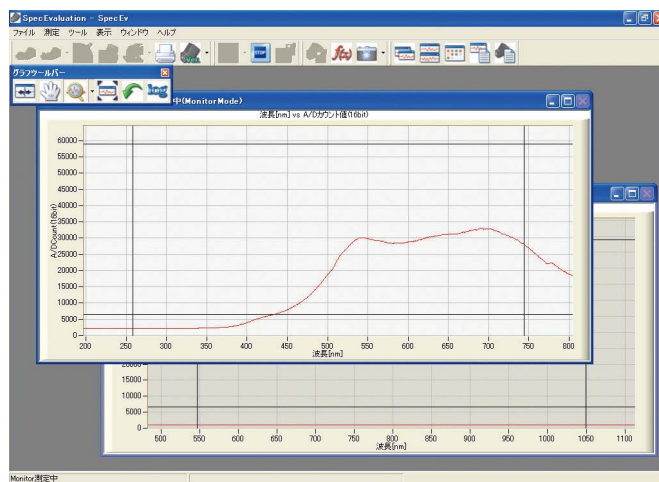 SpecEvaluation - SpecEv
ファイル 測定 ツール 表示 ウィンドウ ヘルプ
STOP f(x)
グラフツールバー
中(MonitorMode)
波長[nm] vs A/Dカウント値(16bit)
A/DCount(16bit)
60000
55000
50000
45000
40000
35000
30000
25000
20000
15000
10000
5000
0
200 250 300 350 400 450 500 550 600 650 700 750 800
波長[nm]
20000
15000
10000
5000
0
500 550 600 650 700 750 800 850 900 950 1000 1050 1100
波長[nm]
Monitor測定中